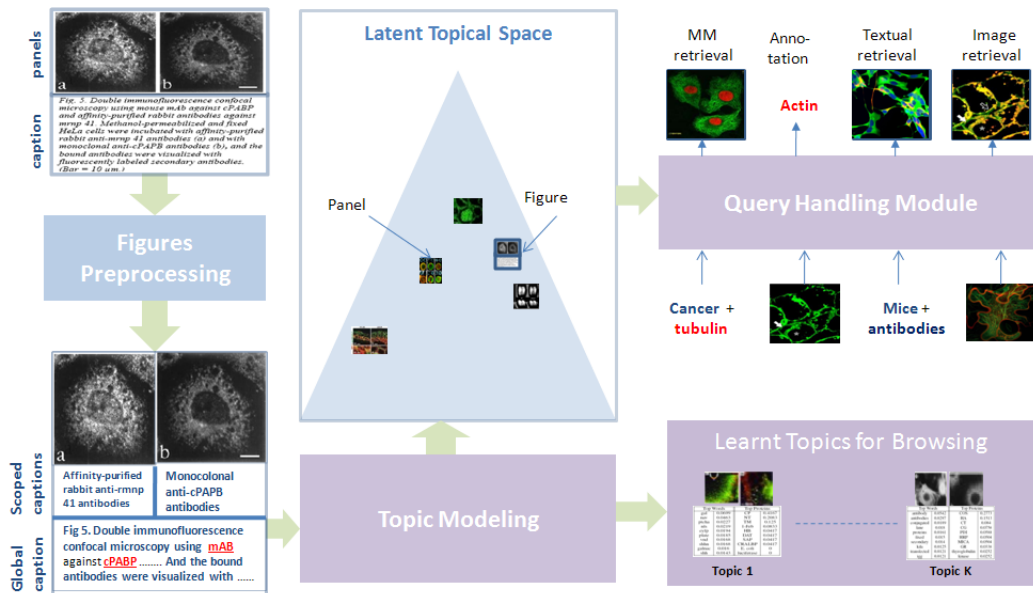 panels
a
b
caption
Fig. 5. Double immunofluorescence confocal
microscopy using mouse mAb against cPABP
and affinity-purified rabbit antibodies against
mrnp 41. Methanol-permeabilized and fixed
HeLa cells were incubated with affinity-purified
rabbit anti-mrnp 41 antibodies (a) and with
monoclonal anti-cPAPB antibodies (b), and the
bound antibodies were visualized with
fluorescently labeled secondary antibodies.
(Bar = 10 um.)
Figures
Preprocessing
a
b
Scoped
captions
Affinity-purified
rabbit anti-rmnp
41 antibodies
Monocolonal
anti-cPAPB
antibodies
Global
caption
Fig 5. Double immunofluorescence
confocal microscopy using mAB
against cPABP ........ And the bound
antibodies were visualized with ......
Latent Topical Space
Panel
Figure
Topic Modeling
MM
retrieval
Anno-
tation
Textual
retrieval
Image
retrieval
Actin
Query Handling Module
Cancer +
tubulin
Mice +
antibodies
Learnt Topics for Browsing
Topic 1
Topic K